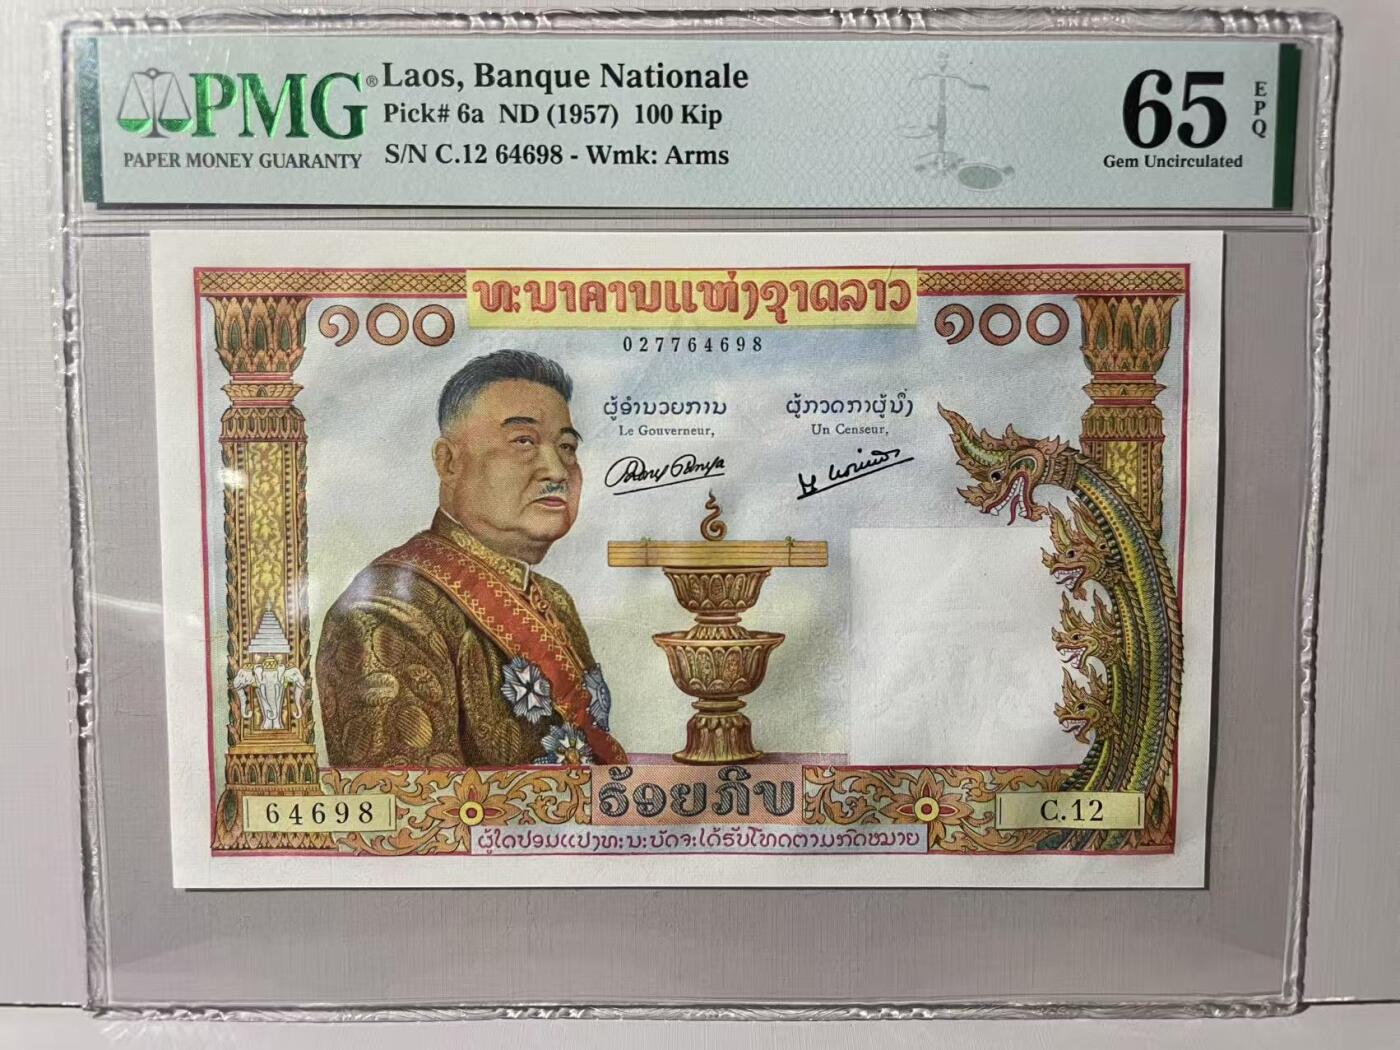 PMG®
PAPER MONEY GUARANTY
Laos, Banque Nationale
Pick# 6a ND (1957) 100 Kip
S/N C.12 64698 - Wmk: Arms
65 EPQ
Gem Uncirculated
ທະນາຄານແຫ່ງຊາດລາວ
໑໐໐ ໑໐໐
027764698
ຜູ້ອຳນວຍການ ຜູ້ກວດກາຜູ້ນຶ່ງ
Le Gouverneur, Un Censeur,
ຮ້ອຍກີບ
64698 C.12
ຜູ້ໃດປອມແປງທະນະບັດຈະໄດ້ຮັບໂທດຕາມກົດໝາຍ